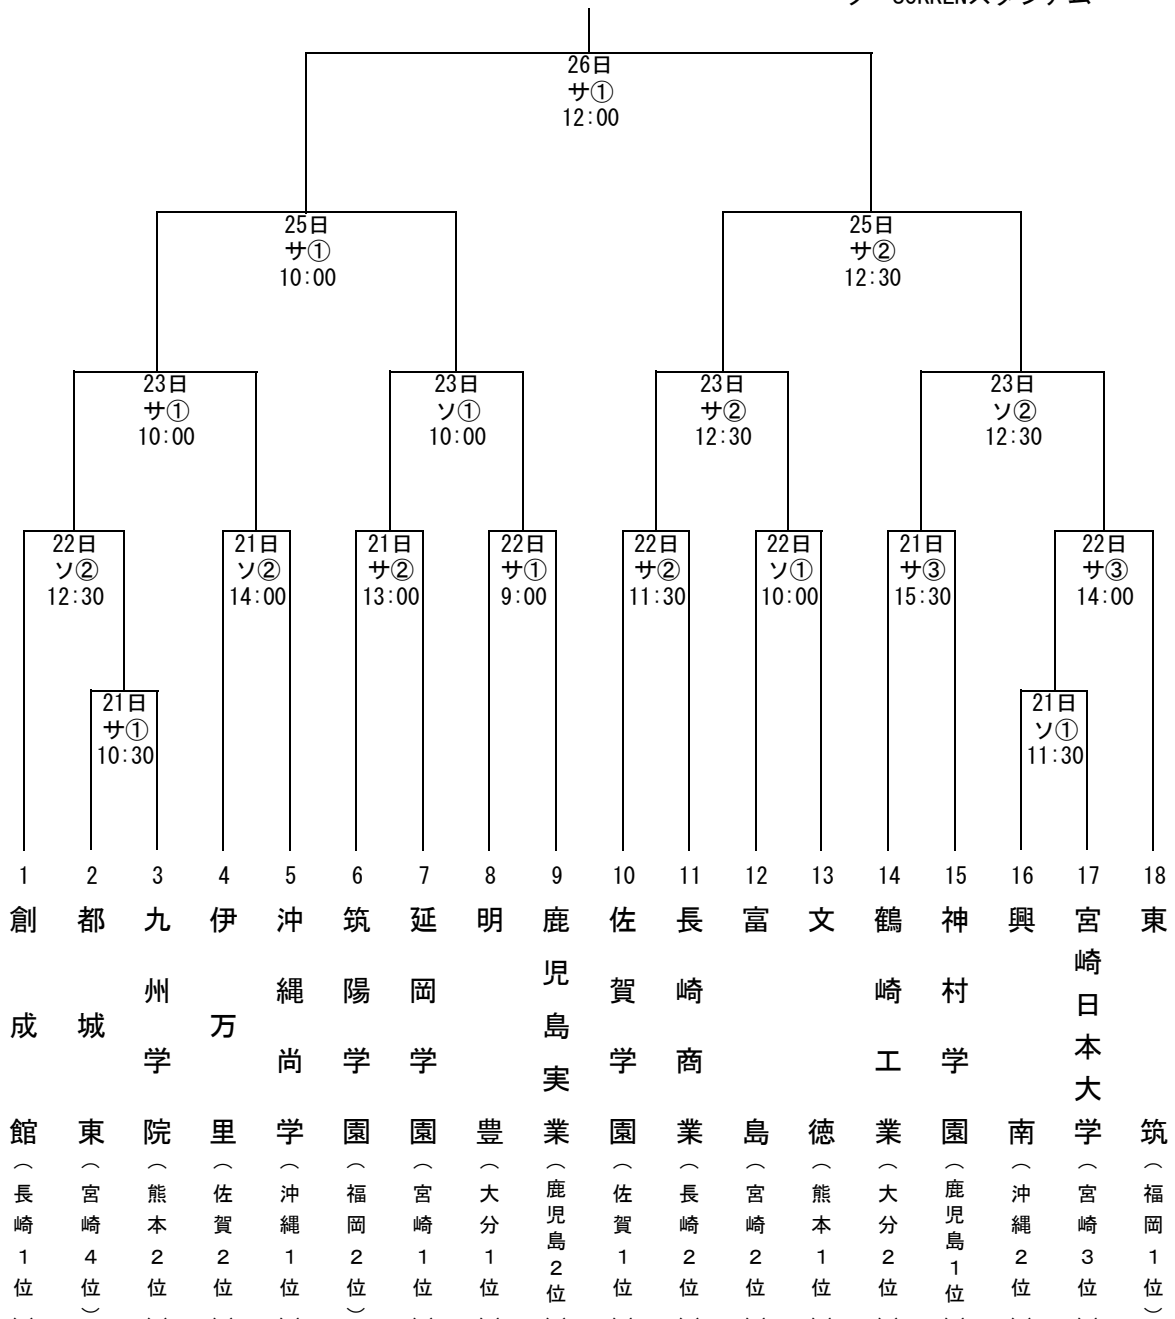 CURRENスタジアム
26日
サ①
12:00
25日
サ①
10:00
25日
サ②
12:30
23日
サ①
10:00
23日
ソ①
10:00
23日
サ②
12:30
23日
ソ②
12:30
22日
ソ②
12:30
21日
ソ②
14:00
21日
サ②
13:00
22日
サ①
9:00
22日
サ②
11:30
22日
ソ①
10:00
21日
サ③
15:30
22日
サ③
14:00
21日
サ①
10:30
21日
ソ①
11:30
1 2 3 4 5 6 7 8 9 10 11 12 13 14 15 16 17 18
創成館（長崎1位
都城東（宮崎4位）
九州学院（熊本2位
伊万里（佐賀2位
沖縄尚学（沖縄1位
筑陽学園（福岡2位）
延岡学園（宮崎1位
明豊（大分1位
鹿児島実業（鹿児島2位
佐賀学園（佐賀1位
長崎商業（長崎2位
富島（宮崎2位
文徳（熊本1位
鶴崎工業（大分2位
神村学園（鹿児島1位
興南（沖縄2位
宮崎日本大学（宮崎3位
東筑（福岡1位）